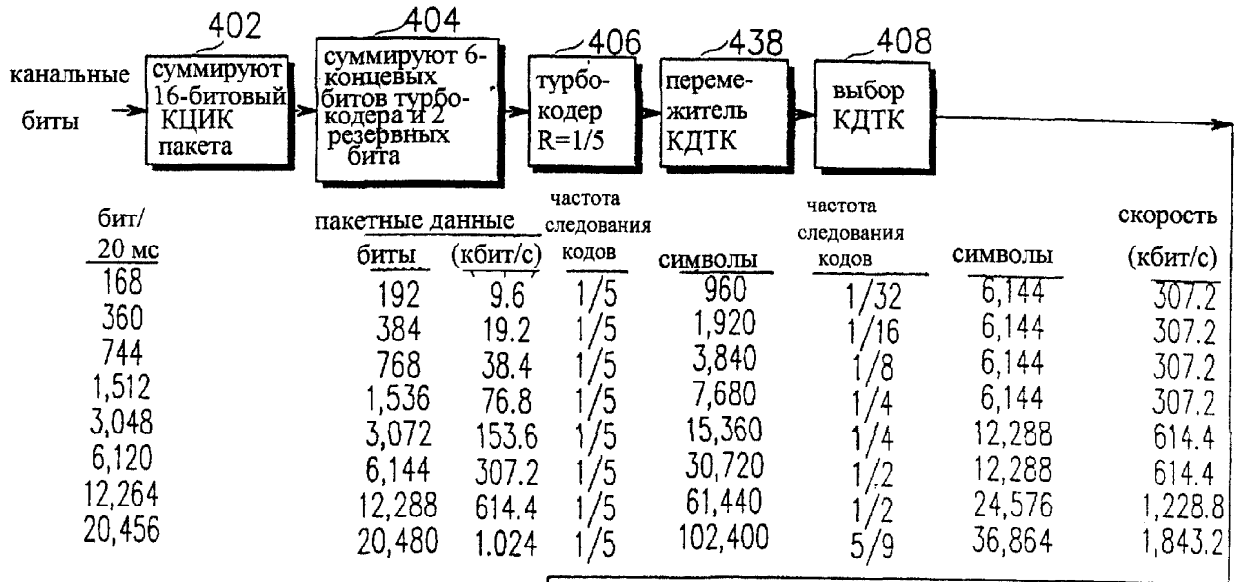 402
404
406
438
408
канальные
биты
суммируют
16-битовый
КЦИК
пакета
суммируют 6-
концевых
битов турбо-
кодера и 2
резервных
бита
турбо-
кодер
R=1/5
переме-
житель
КДТК
выбор
КДТК
бит/
20 мс
пакетные данные
биты (кбит/с)
частота
следования
кодов
символы
частота
следования
кодов
символы
скорость
(кбит/с)
168 192 9.6 1/5 960 1/32 6,144 307.2
360 384 19.2 1/5 1,920 1/16 6,144 307.2
744 768 38.4 1/5 3,840 1/8 6,144 307.2
1,512 1,536 76.8 1/5 7,680 1/4 6,144 307.2
3,048 3,072 153.6 1/5 15,360 1/4 12,288 614.4
6,120 6,144 307.2 1/5 30,720 1/2 12,288 614.4
12,264 12,288 614.4 1/5 61,440 1/2 24,576 1,228.8
20,456 20,480 1.024 1/5 102,400 5/9 36,864 1,843.2